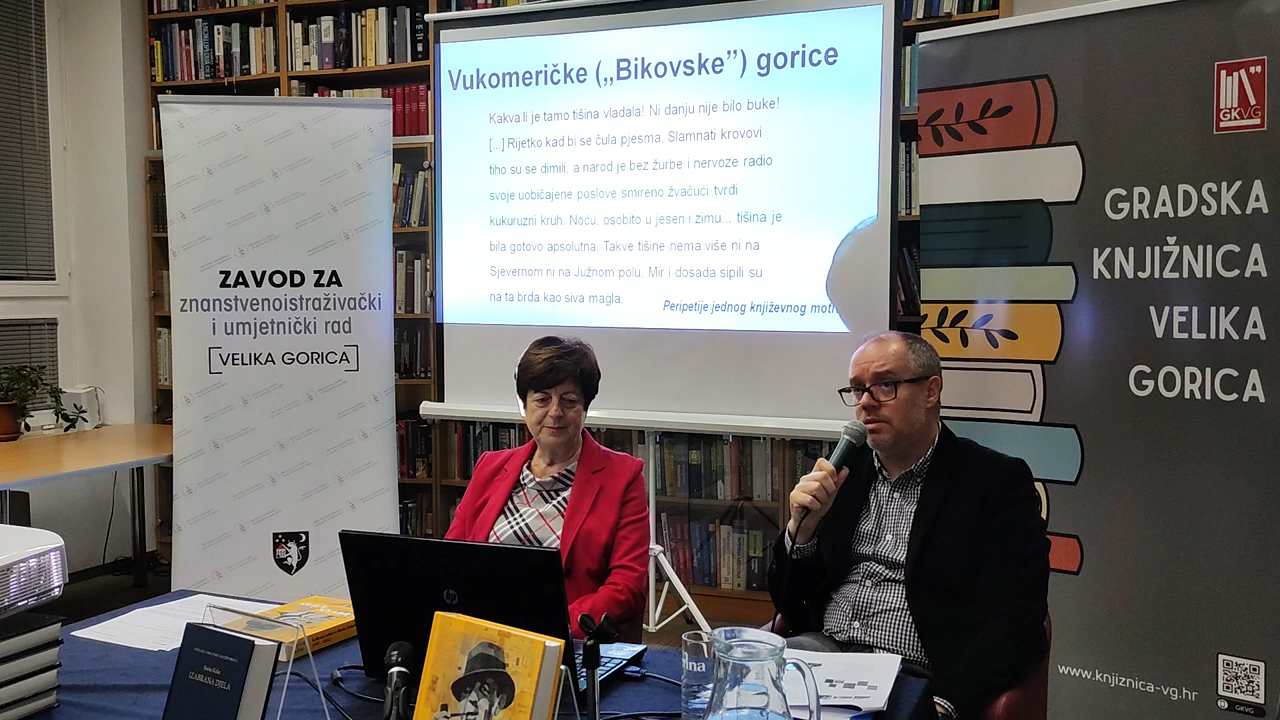 Vukomeričke („Bikovske”) gorice
Kakva li je tamo tišina vladala! Ni danju nije bilo buke!
[...] Rijetko kad bi se čula pjesma. Slamnati krovovi
tiho su se dimili, a narod je bez žurbe i nervoze radio
svoje uobičajene poslove smireno žvačući tvrdi
kukuruzni kruh. Noću, osobito u jesen i zimu... tišina je
bila gotovo apsolutna. Takve tišine nema više ni na
Sjevernom ni na Južnom polu. Mir i dosada sipili su
na ta brda kao siva magla.
Peripetije jednog književnog
ZAVOD ZA
znanstvenoistraživački
i umjetnički rad
[VELIKA GORICA]
GKVG
GRADSKA
KNJIŽNICA
VELIKA
GORICA
www.knjiznica-vg.hr
GKVG
hp
IZABRANA DJELA